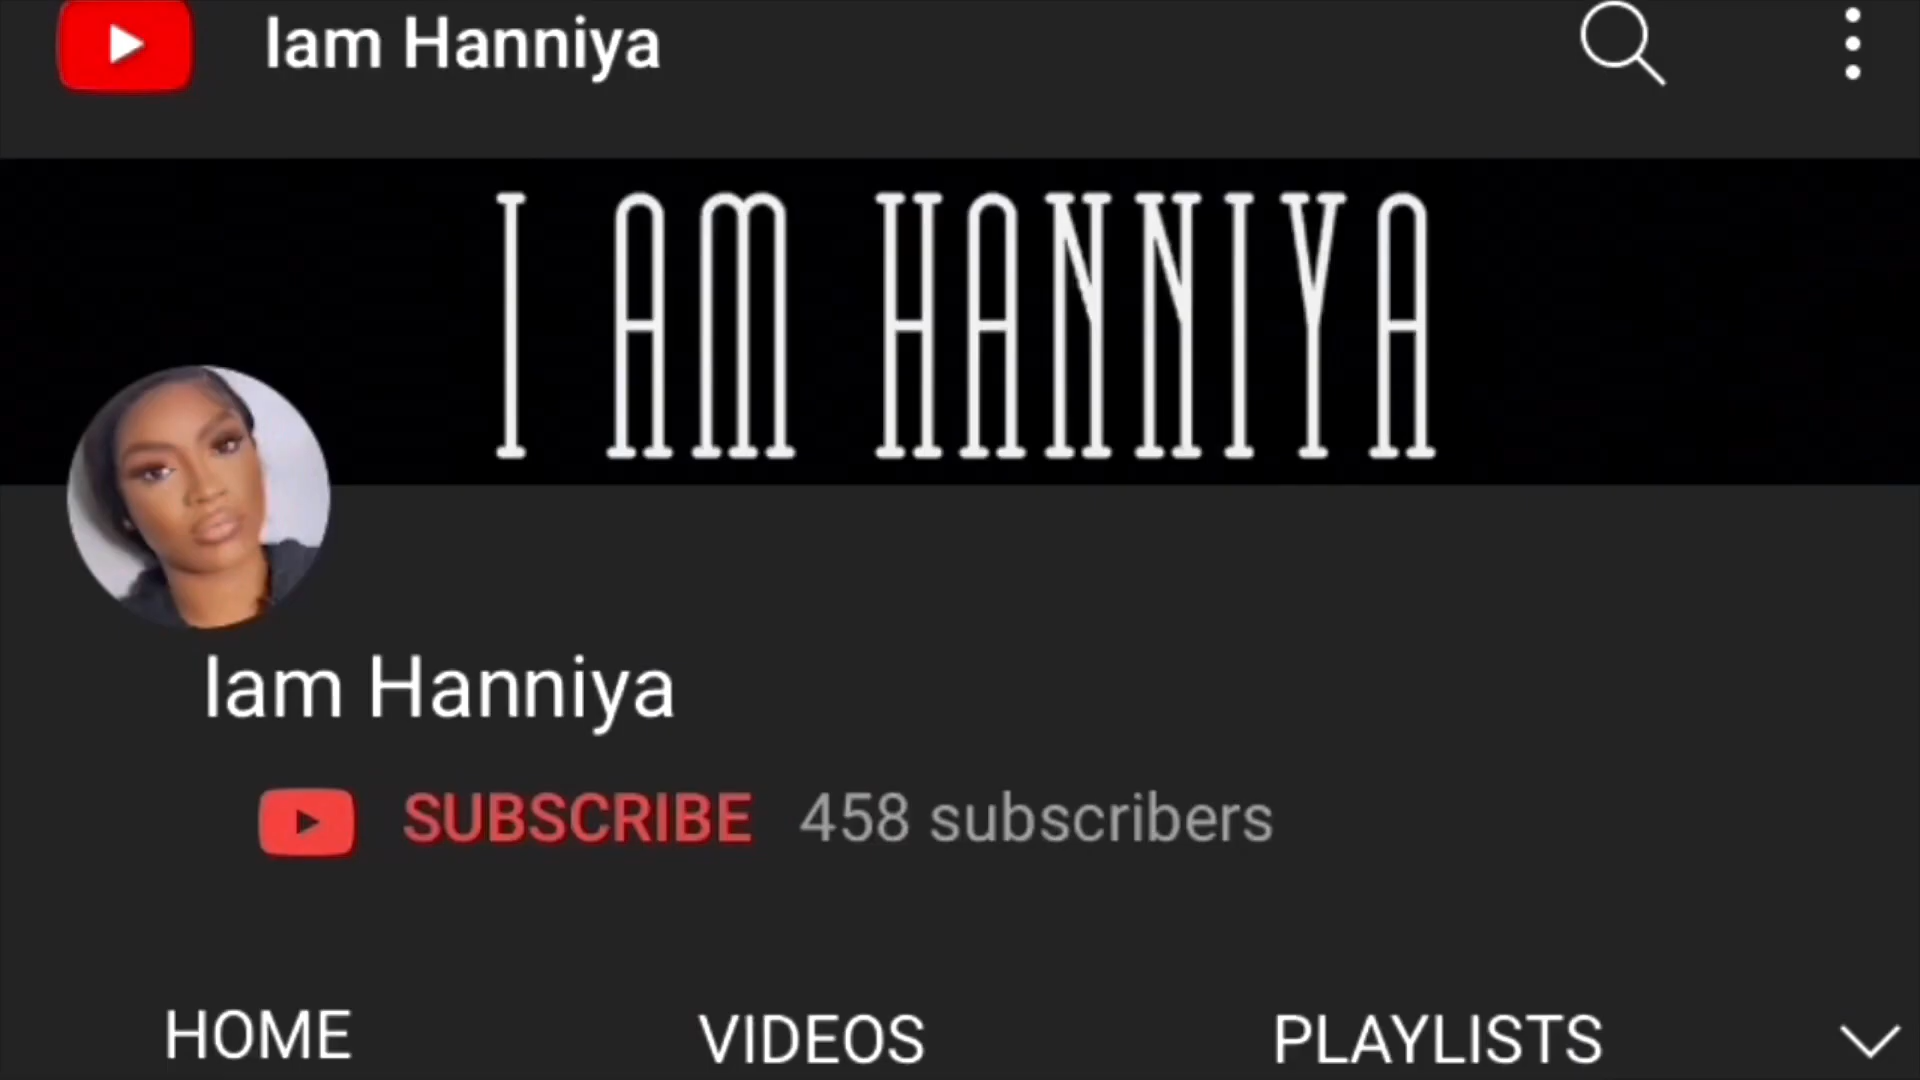 Iam Hanniya
I AM HANNIYA
Iam Hanniya
SUBSCRIBE 458 subscribers
HOME VIDEOS PLAYLISTS